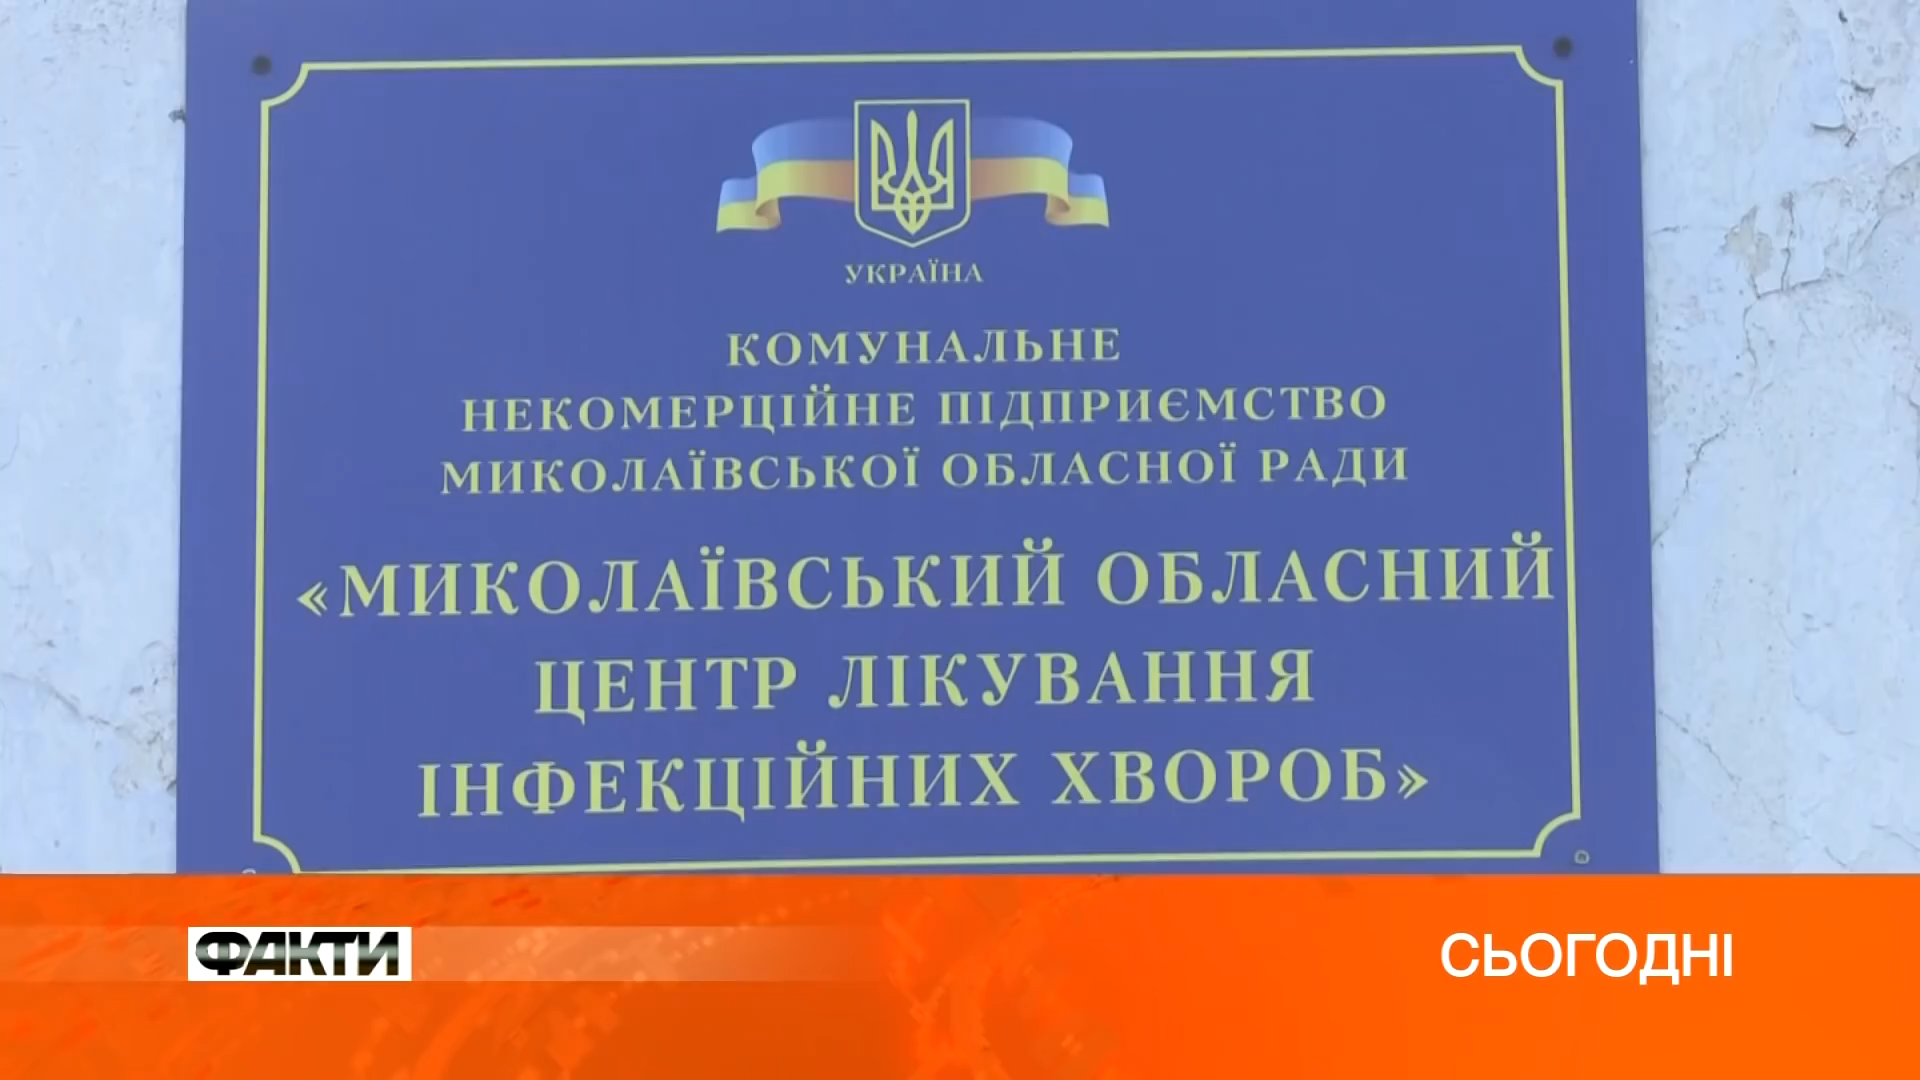 УКРАЇНА
КОМУНАЛЬНЕ
НЕКОМЕРЦІЙНЕ ПІДПРИЄМСТВО
МИКОЛАЇВСЬКОЇ ОБЛАСНОЇ РАДИ
«МИКОЛАЇВСЬКИЙ ОБЛАСНИЙ
ЦЕНТР ЛІКУВАННЯ
ІНФЕКЦІЙНИХ ХВОРОБ»
ФАКТИ
СЬОГОДНІ